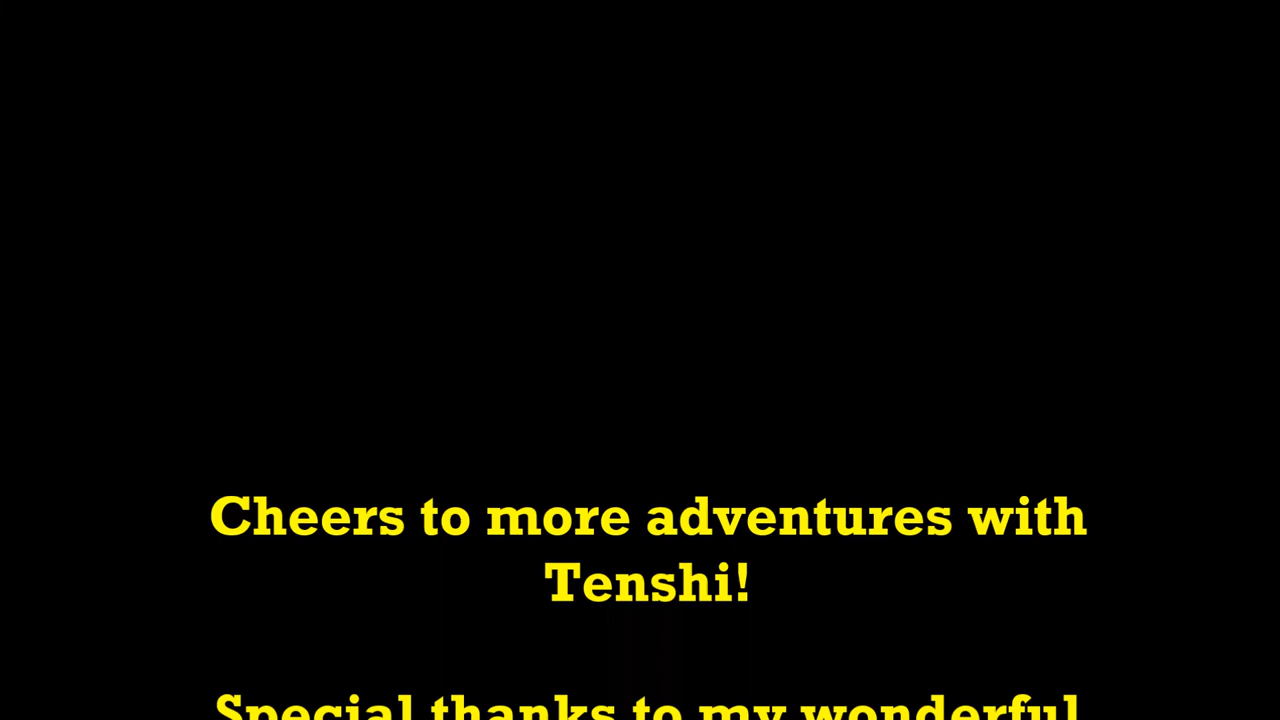 Cheers to more adventures with
Tenshi!
Special thanks to my wonderful